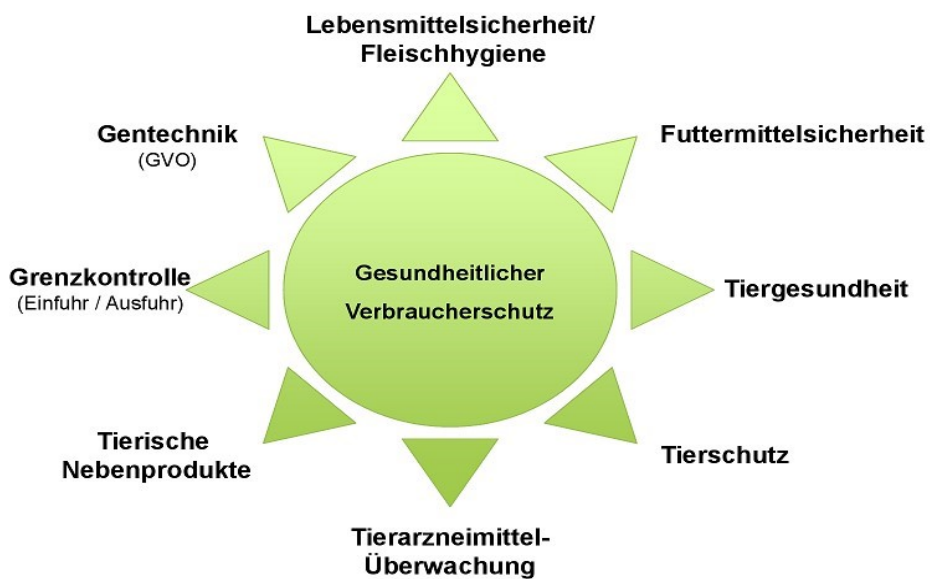 Lebensmittelsicherheit/
Fleischhygiene
Gentechnik
(GVO)
Futtermittelsicherheit
Grenzkontrolle
(Einfuhr / Ausfuhr)
Gesundheitlicher
Verbraucherschutz
Tiergesundheit
Tierische
Nebenprodukte
Tierschutz
Tierarzneimittel-
Überwachung